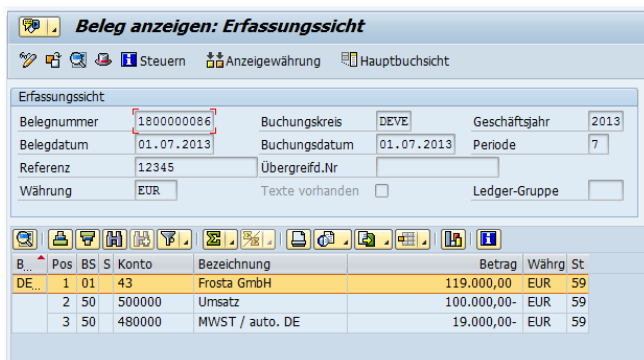 Beleg anzeigen: Erfassungssicht
Steuern Anzeigewährung Hauptbuchsicht
Erfassungssicht
Belegnummer 1800000086 Buchungskreis DEVE Geschäftsjahr 2013
Belegdatum 01.07.2013 Buchungsdatum 01.07.2013 Periode 7
Referenz 12345 Übergreifd.Nr
Währung EUR Texte vorhanden Ledger-Gruppe
B... Pos BS S Konto Bezeichnung Betrag Währg St
DE... 1 01 43 Frosta GmbH 119.000,00 EUR 59
2 50 500000 Umsatz 100.000,00- EUR 59
3 50 480000 MWST / auto. DE 19.000,00- EUR 59